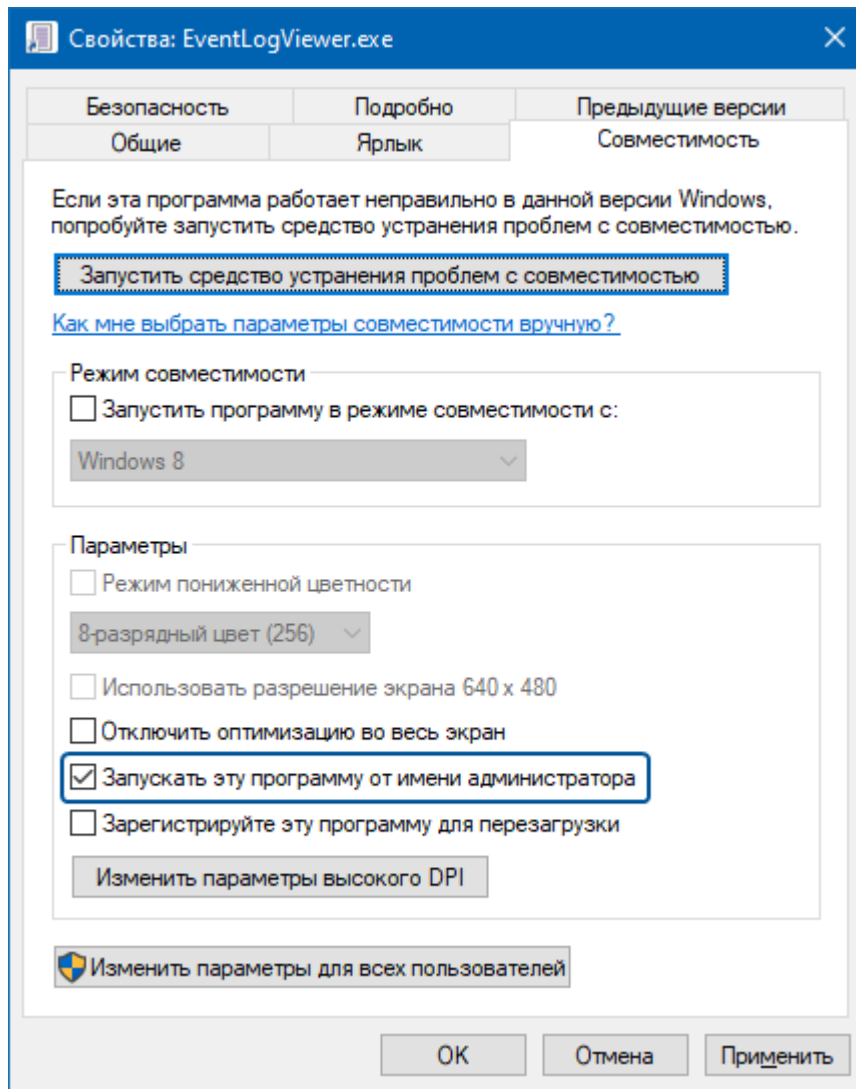 Свойства: EventLogViewer.exe
Безопасность Подробно Предыдущие версии
Общие Ярлык Совместимость
Если эта программа работает неправильно в данной версии Windows,
попробуйте запустить средство устранения проблем с совместимостью.
Запустить средство устранения проблем с совместимостью
Как мне выбрать параметры совместимости вручную?
Режим совместимости
Запустить программу в режиме совместимости с:
Windows 8
Параметры
Режим пониженной цветности
8-разрядный цвет (256)
Использовать разрешение экрана 640 x 480
Отключить оптимизацию во весь экран
Запускать эту программу от имени администратора
Зарегистрируйте эту программу для перезагрузки
Изменить параметры высокого DPI
Изменить параметры для всех пользователей
OK Отмена Применить